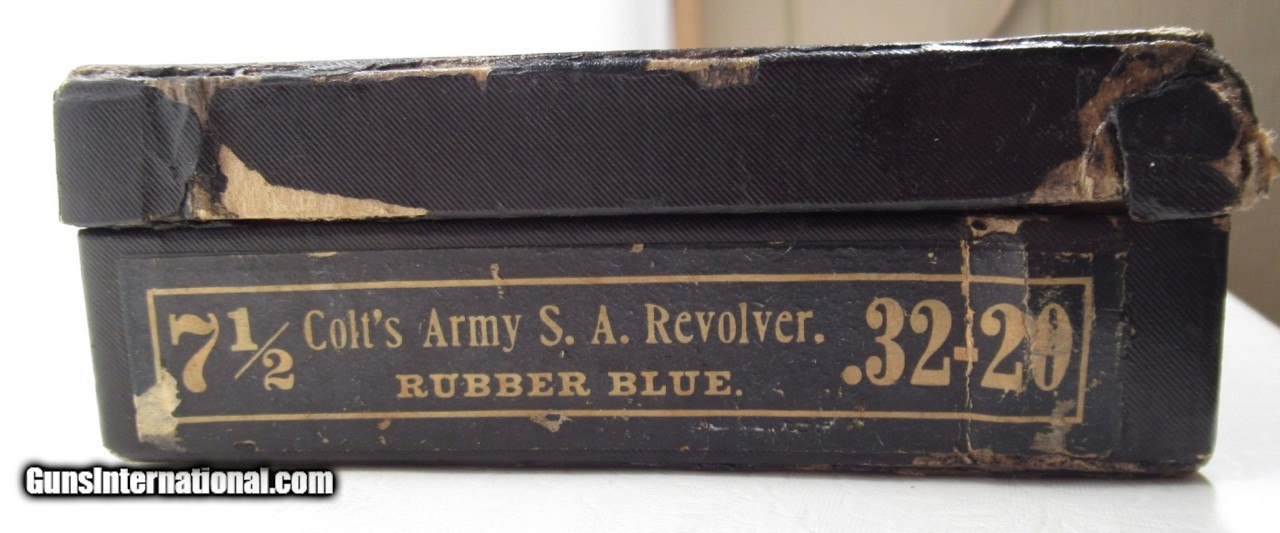 7½ Colt's Army S. A. Revolver. .32-20
RUBBER BLUE.
GunsInternational.com